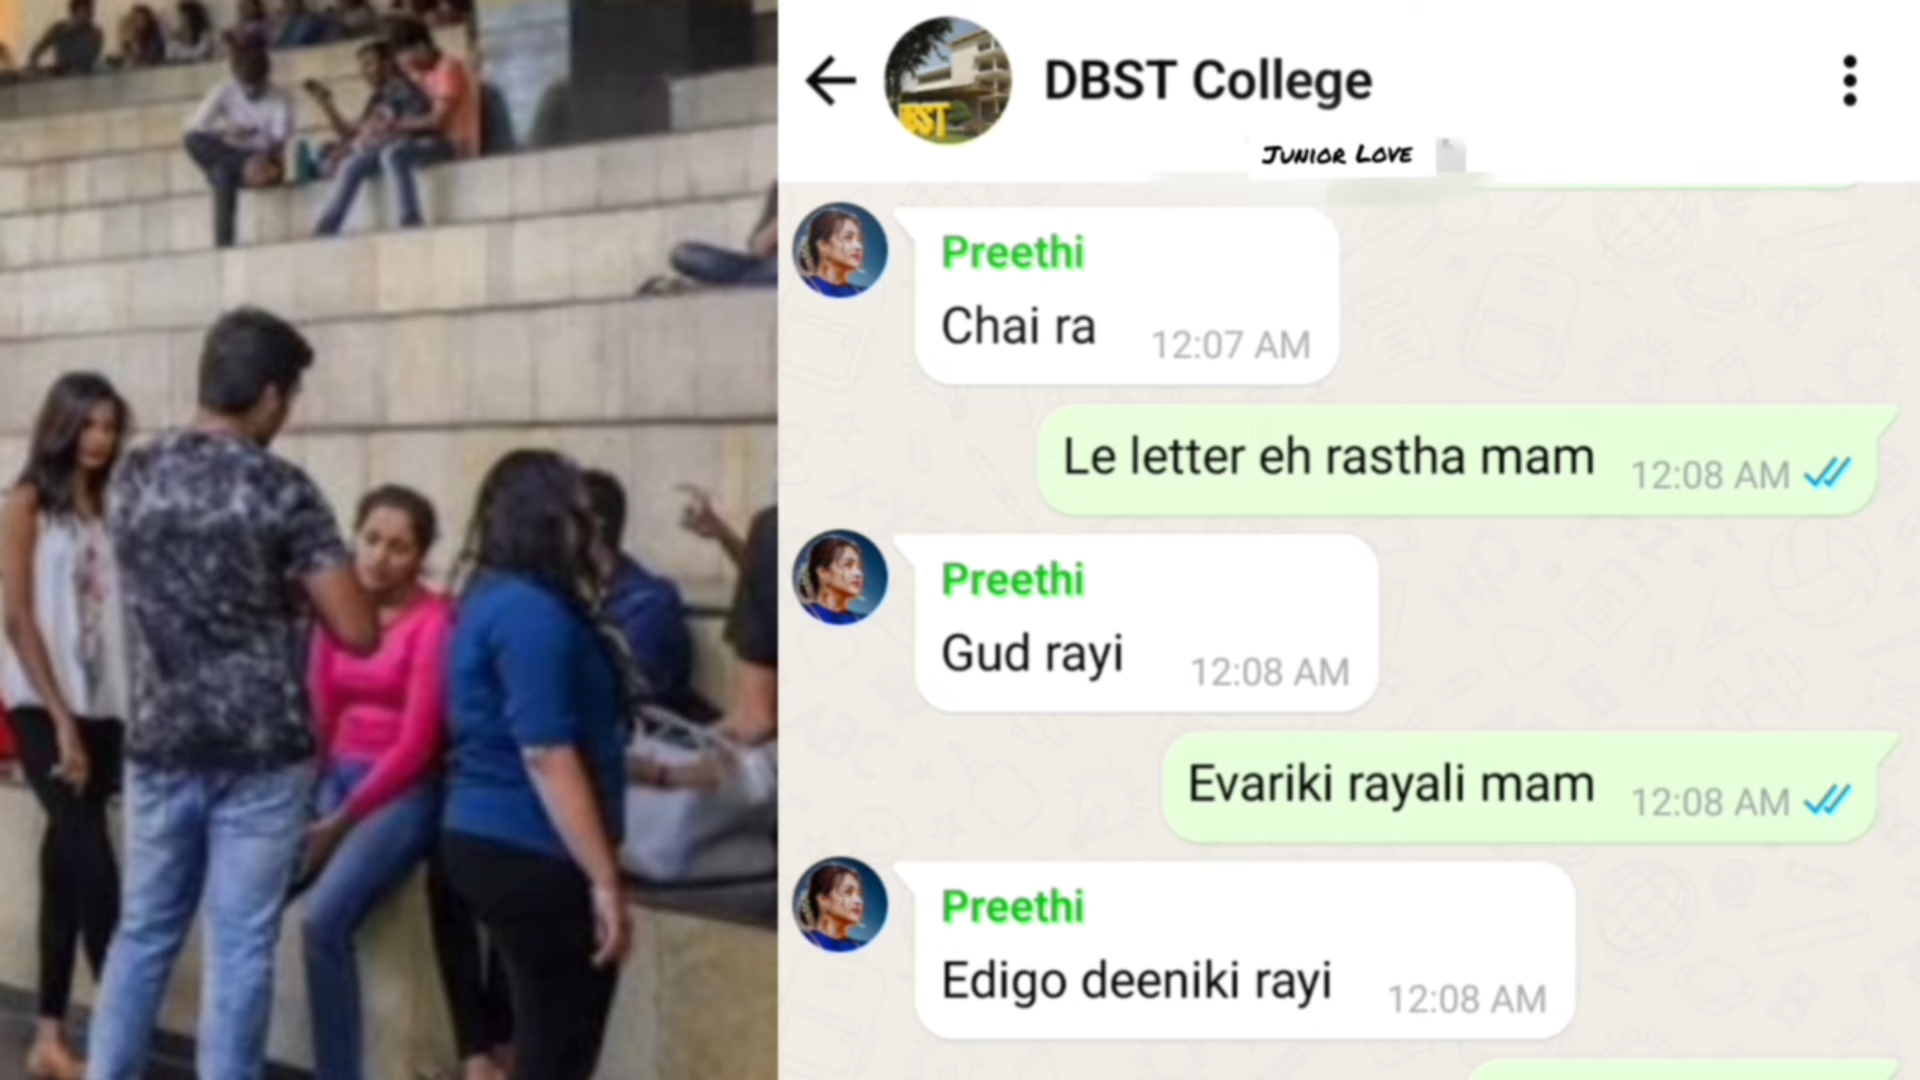 DBST College
BST
Junior Love
Preethi
Chai ra 12:07 AM
Le letter eh rastha mam 12:08 AM
Preethi
Gud rayi 12:08 AM
Evariki rayali mam 12:08 AM
Preethi
Edigo deeniki rayi 12:08 AM